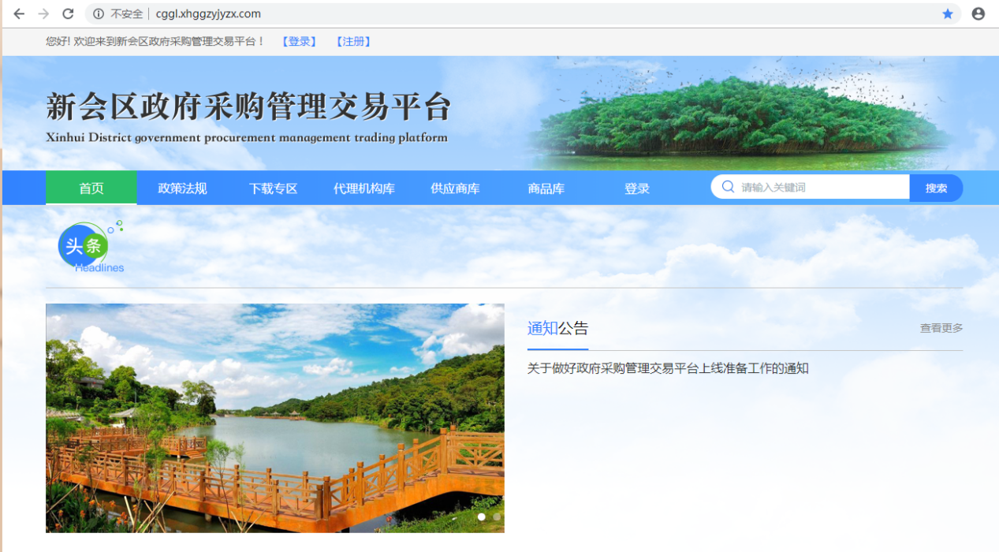 不安全 cggl.xhggzyjyzx.com
您好! 欢迎来到新会区政府采购管理交易平台！ 【登录】 【注册】
新会区政府采购管理交易平台
Xinhui District government procurement management trading platform
首页 政策法规 下载专区 代理机构库 供应商库 商品库 登录 请输入关键词 搜索
头条
Headlines
通知公告 查看更多
关于做好政府采购管理交易平台上线准备工作的通知